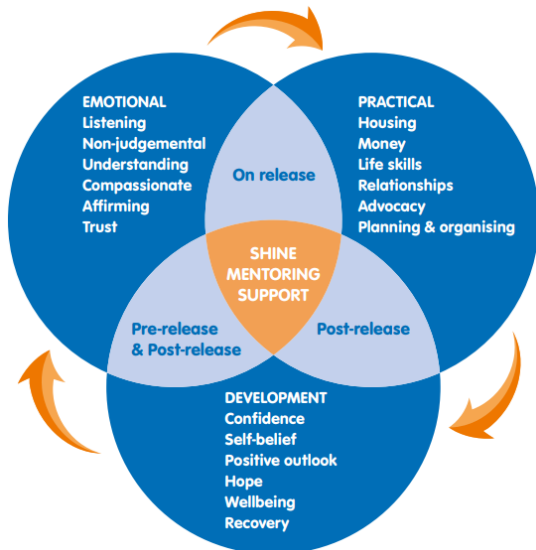 EMOTIONAL
Listening
Non-judgemental
Understanding
Compassionate
Affirming
Trust
PRACTICAL
Housing
Money
Life skills
Relationships
Advocacy
Planning & organising
On release
SHINE
MENTORING
SUPPORT
Pre-release
& Post-release
Post-release
DEVELOPMENT
Confidence
Self-belief
Positive outlook
Hope
Wellbeing
Recovery